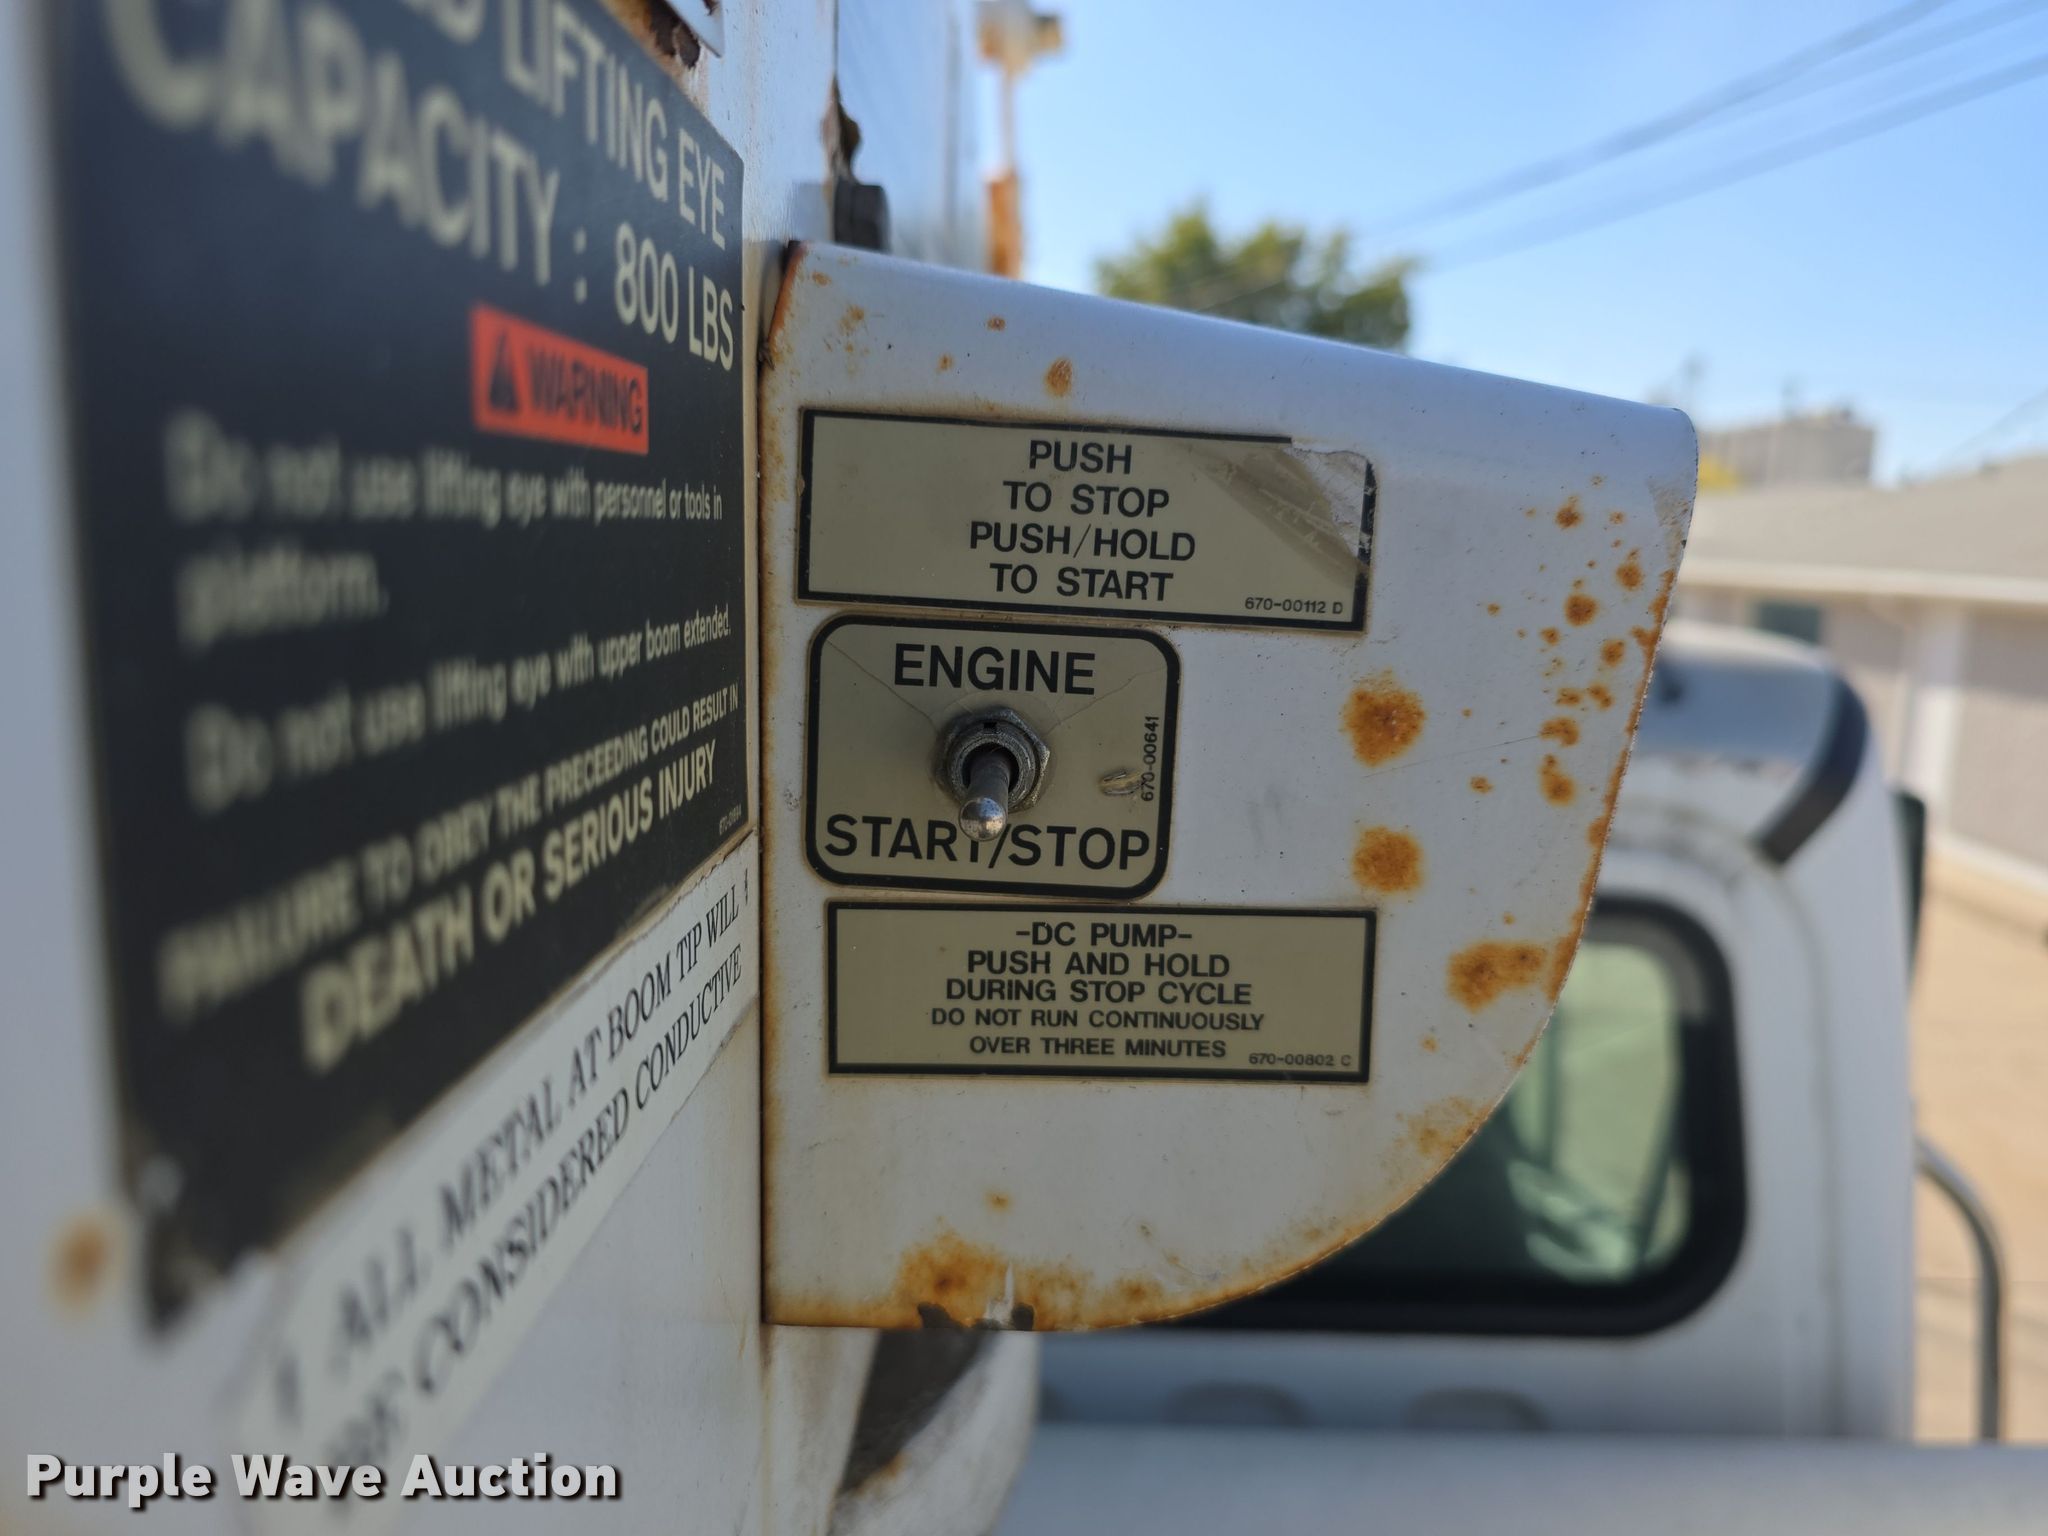 LIFTING EYE
CAPACITY : 800 LBS
WARNING
Do not use lifting eye with personnel or tools in
platform.
Do not use lifting eye with upper boom extended.
FAILURE TO OBEY THE PRECEEDING COULD RESULT IN
DEATH OR SERIOUS INJURY
ALL METAL AT BOOM TIP WILL
CONSIDERED CONDUCTIVE
PUSH
TO STOP
PUSH/HOLD
TO START
670-00112 D
ENGINE
670-00641
START/STOP
-DC PUMP-
PUSH AND HOLD
DURING STOP CYCLE
DO NOT RUN CONTINUOUSLY
OVER THREE MINUTES
670-00802 C
Purple Wave Auction